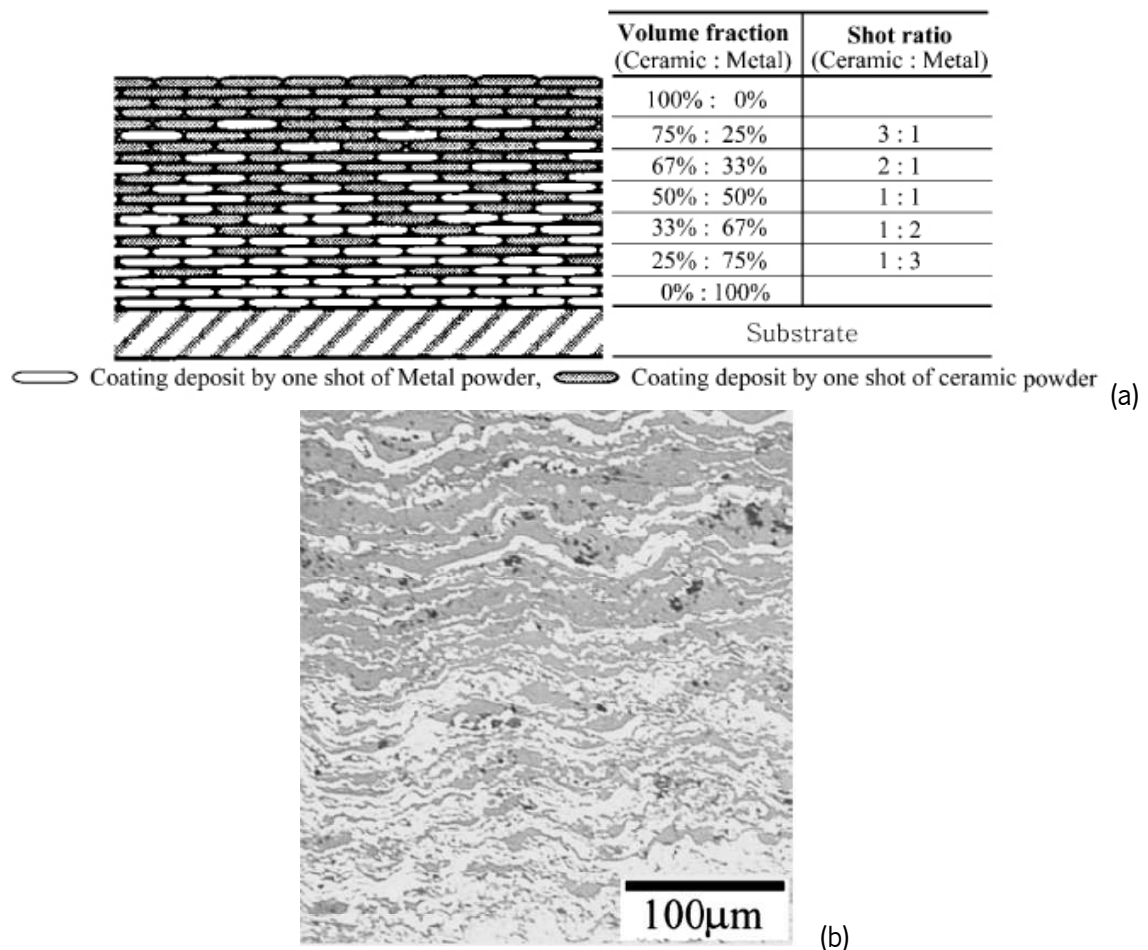 Volume fraction Shot ratio
(Ceramic : Metal) (Ceramic : Metal)
100% : 0%
75% : 25% 3 : 1
67% : 33% 2 : 1
50% : 50% 1 : 1
33% : 67% 1 : 2
25% : 75% 1 : 3
0% : 100%
Substrate
Coating deposit by one shot of Metal powder, Coating deposit by one shot of ceramic powder
(a)
100μm
(b)